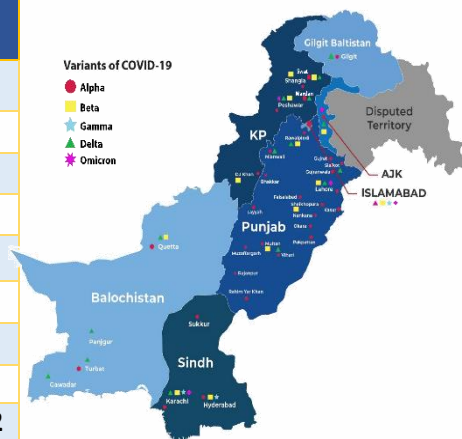 Gilgit Baltistan
Gilgit
Variants of COVID-19
Alpha
Beta
Gamma
Delta
Omicron
Swat
Shangla
Mardan
Peshawar
Disputed
Territory
KP
Rawalpindi
Mianwali
AJK
ISLAMABAD
Gujrat
Sialkot
Gujranwala
Lahore
DI Khan
Bhakkar
Faisalabad
Sheikhupura
Nankana
Kasur
Layyah
Okara
Punjab
Pakpattan
Quetta
Multan
Muzaffargarh
Vihari
Rajanpur
Rahim Yar Khan
Balochistan
Sukkur
Panjgur
Sindh
Turbat
Gawadar
Karachi
Hyderabad
2